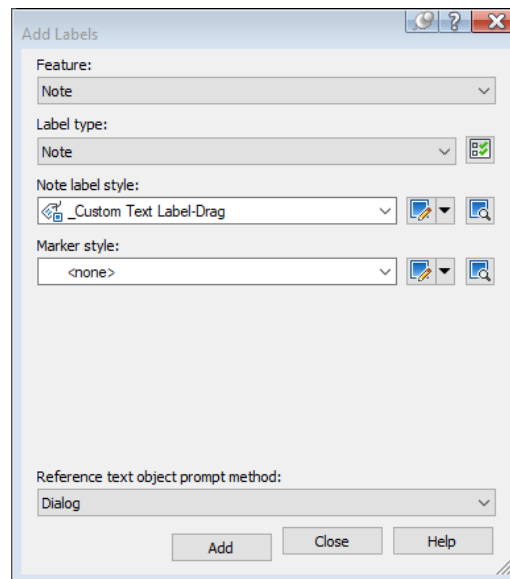 Add Labels
?
Feature:
Note
Label type:
Note
Note label style:
_Custom Text Label-Drag
Marker style:
<none>
Reference text object prompt method:
Dialog
Add
Close
Help